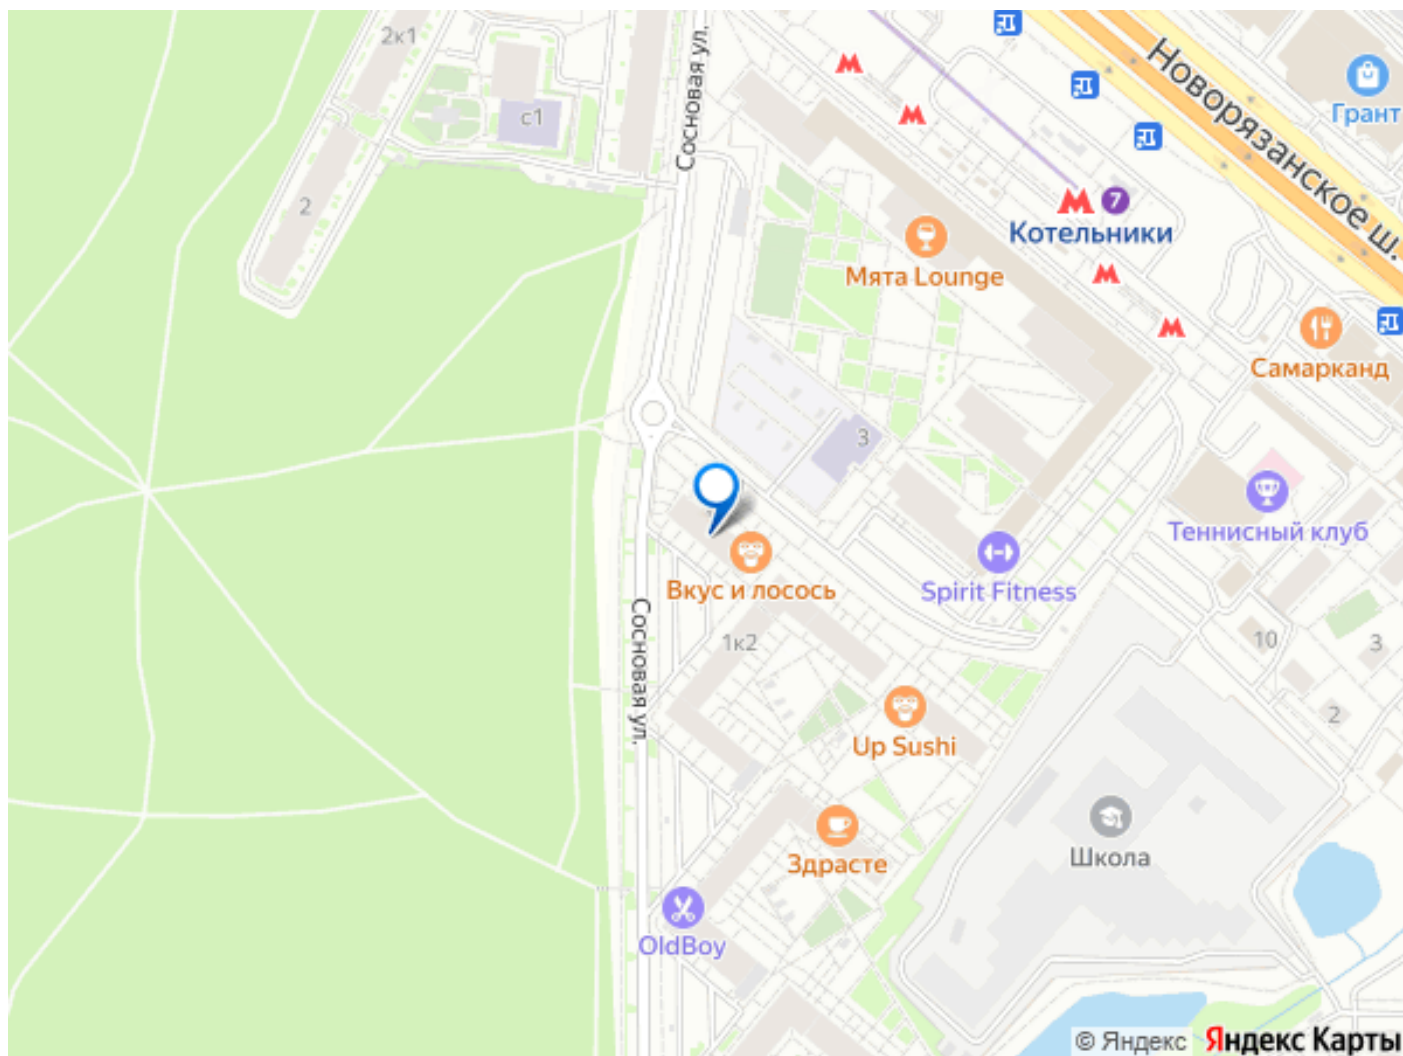 2к1
Сосновая ул.
с1
Новорязанское ш.
Грант
2
7
Котельники
Мята Lounge
Самарканд
3
Теннисный клуб
Вкус и лосось
Spirit Fitness
Сосновая ул.
1к2
10
3
2
Up Sushi
Здрасте
Школа
OldBoy
© Яндекс Яндекс Карты